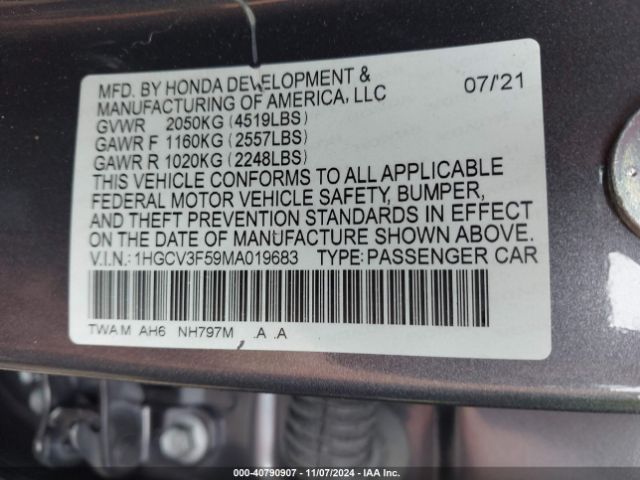 MFD. BY HONDA DEVELOPMENT &
MANUFACTURING OF AMERICA, LLC 07/'21
GVWR 2050KG (4519LBS)
GAWR F 1160KG (2557LBS)
GAWR R 1020KG (2248LBS)
THIS VEHICLE CONFORMS TO ALL APPLICABLE
FEDERAL MOTOR VEHICLE SAFETY, BUMPER,
AND THEFT PREVENTION STANDARDS IN EFFECT
ON THE DATE OF MANUFACTURE SHOWN ABOVE.
V.I.N.: 1HGCV3F59MA019683 TYPE: PASSENGER CAR
TWA M AH6 NH797M .A .A
000-40790907 - 11/07/2024 - IAA Inc.